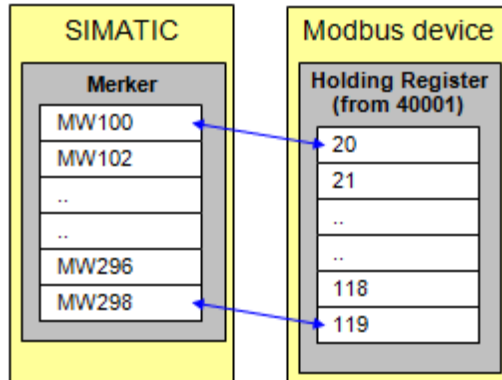 SIMATIC
Merker
MW100
MW102
..
..
MW296
MW298
Modbus device
Holding Register
(from 40001)
20
21
..
..
118
119